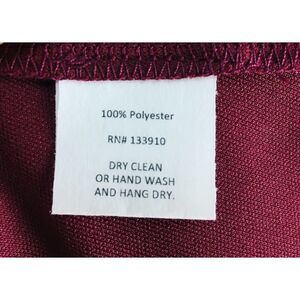 100% Polyester
RN# 133910
DRY CLEAN
OR HAND WASH
AND HANG DRY.